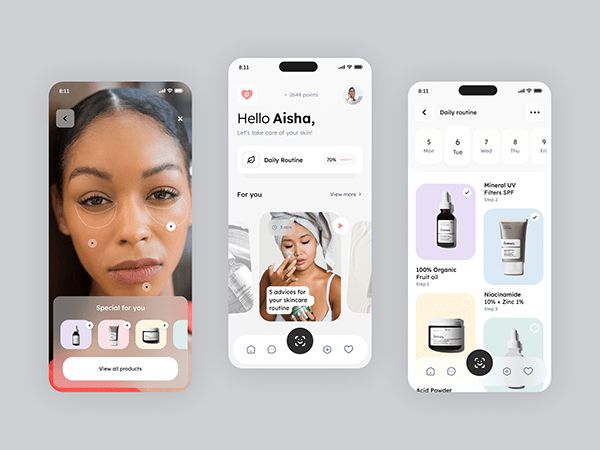 8:11
Special for you
View all products
8:11
2648 points
Hello Aisha,
Let's take care of your skin!
Daily Routine
70%
For you
View more >
3 mins
5 advices for
your skincare
routine
8:11
Daily routine
5
Mon
6
Tue
7
Wed
8
Thu
9
Fri
Mineral UV
Filters SPF
Step 2
100% Organic
Fruit oil
Step 1
Niacinamide
10% + Zinc 1%
Step 3
Acid Powder